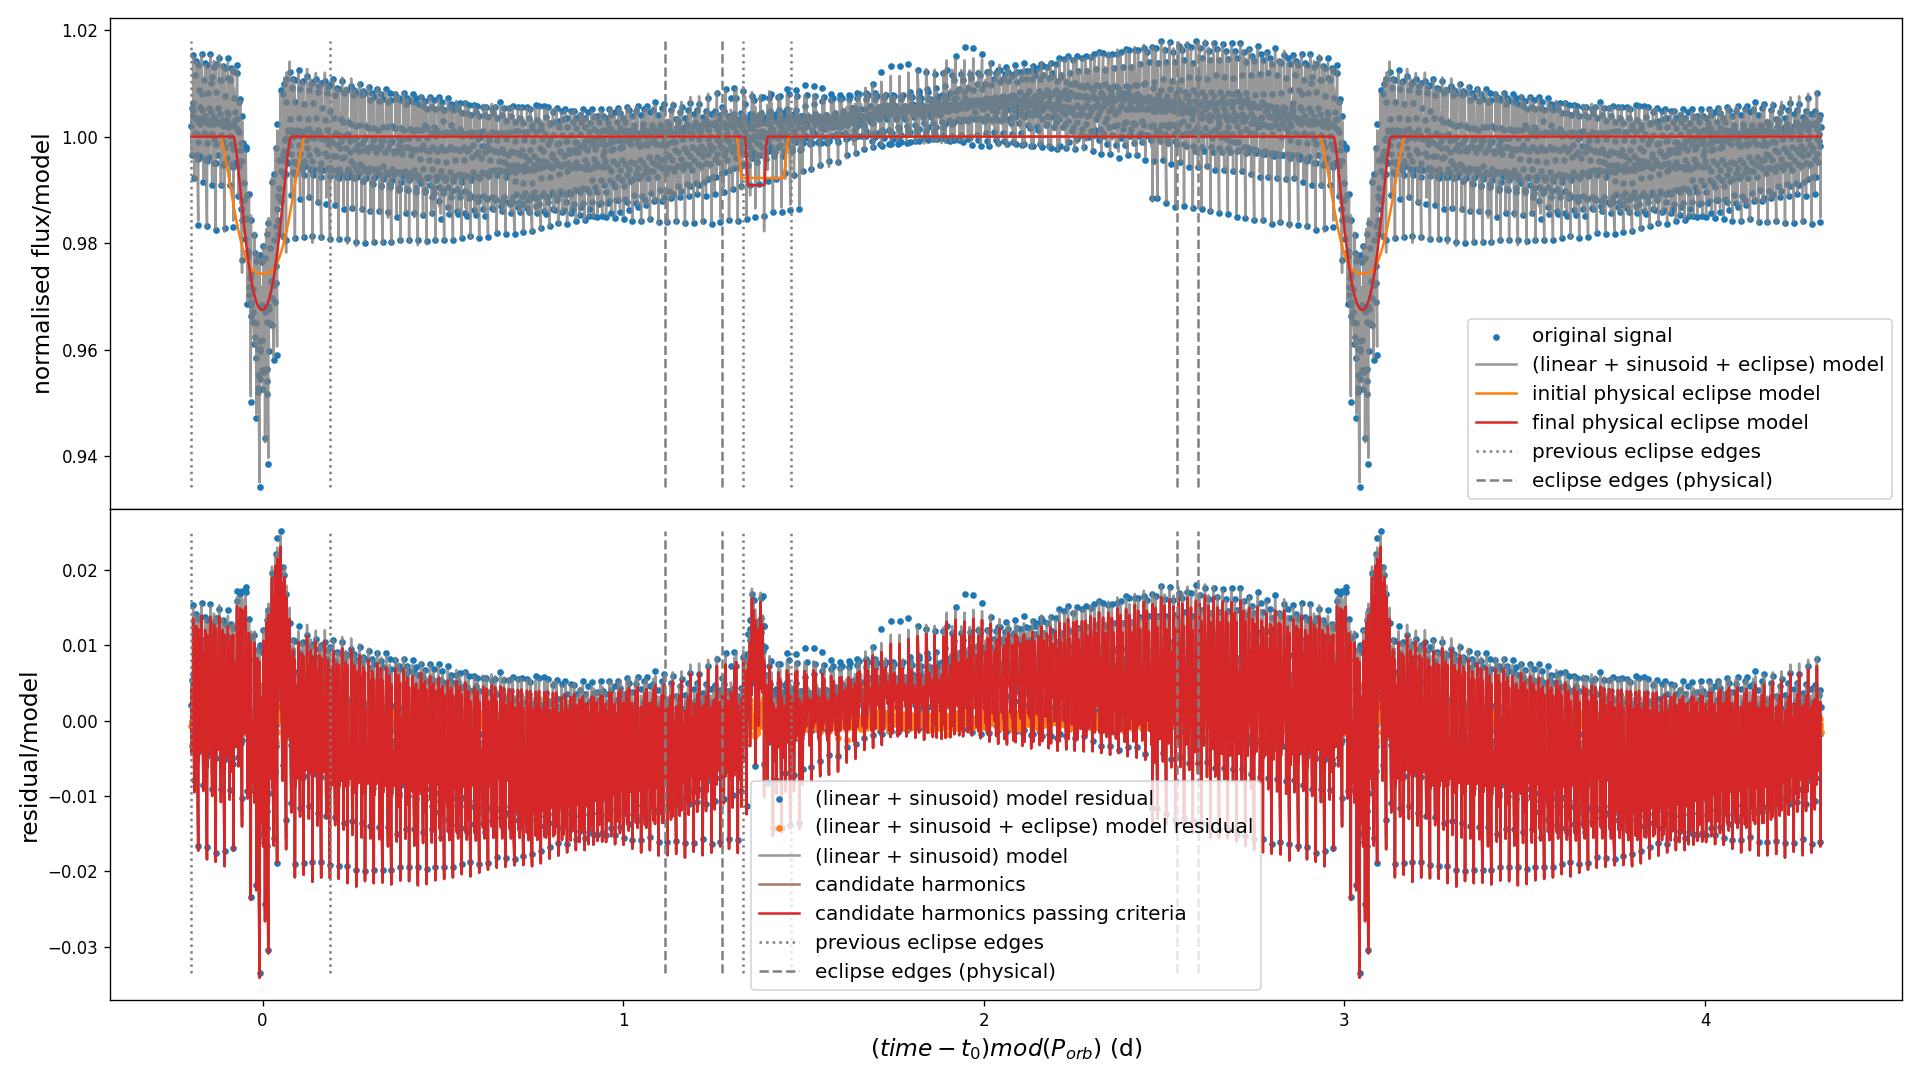 1.02
1.00
0.98
0.96
0.94
normalised flux/model
original signal
(linear + sinusoid + eclipse) model
initial physical eclipse model
final physical eclipse model
previous eclipse edges
eclipse edges (physical)
0.02
0.01
0.00
−0.01
−0.02
−0.03
residual/model
(linear + sinusoid) model residual
(linear + sinusoid + eclipse) model residual
(linear + sinusoid) model
candidate harmonics
candidate harmonics passing criteria
previous eclipse edges
eclipse edges (physical)
0 1 2 3 4
(time − t₀)mod(P_orb) (d)